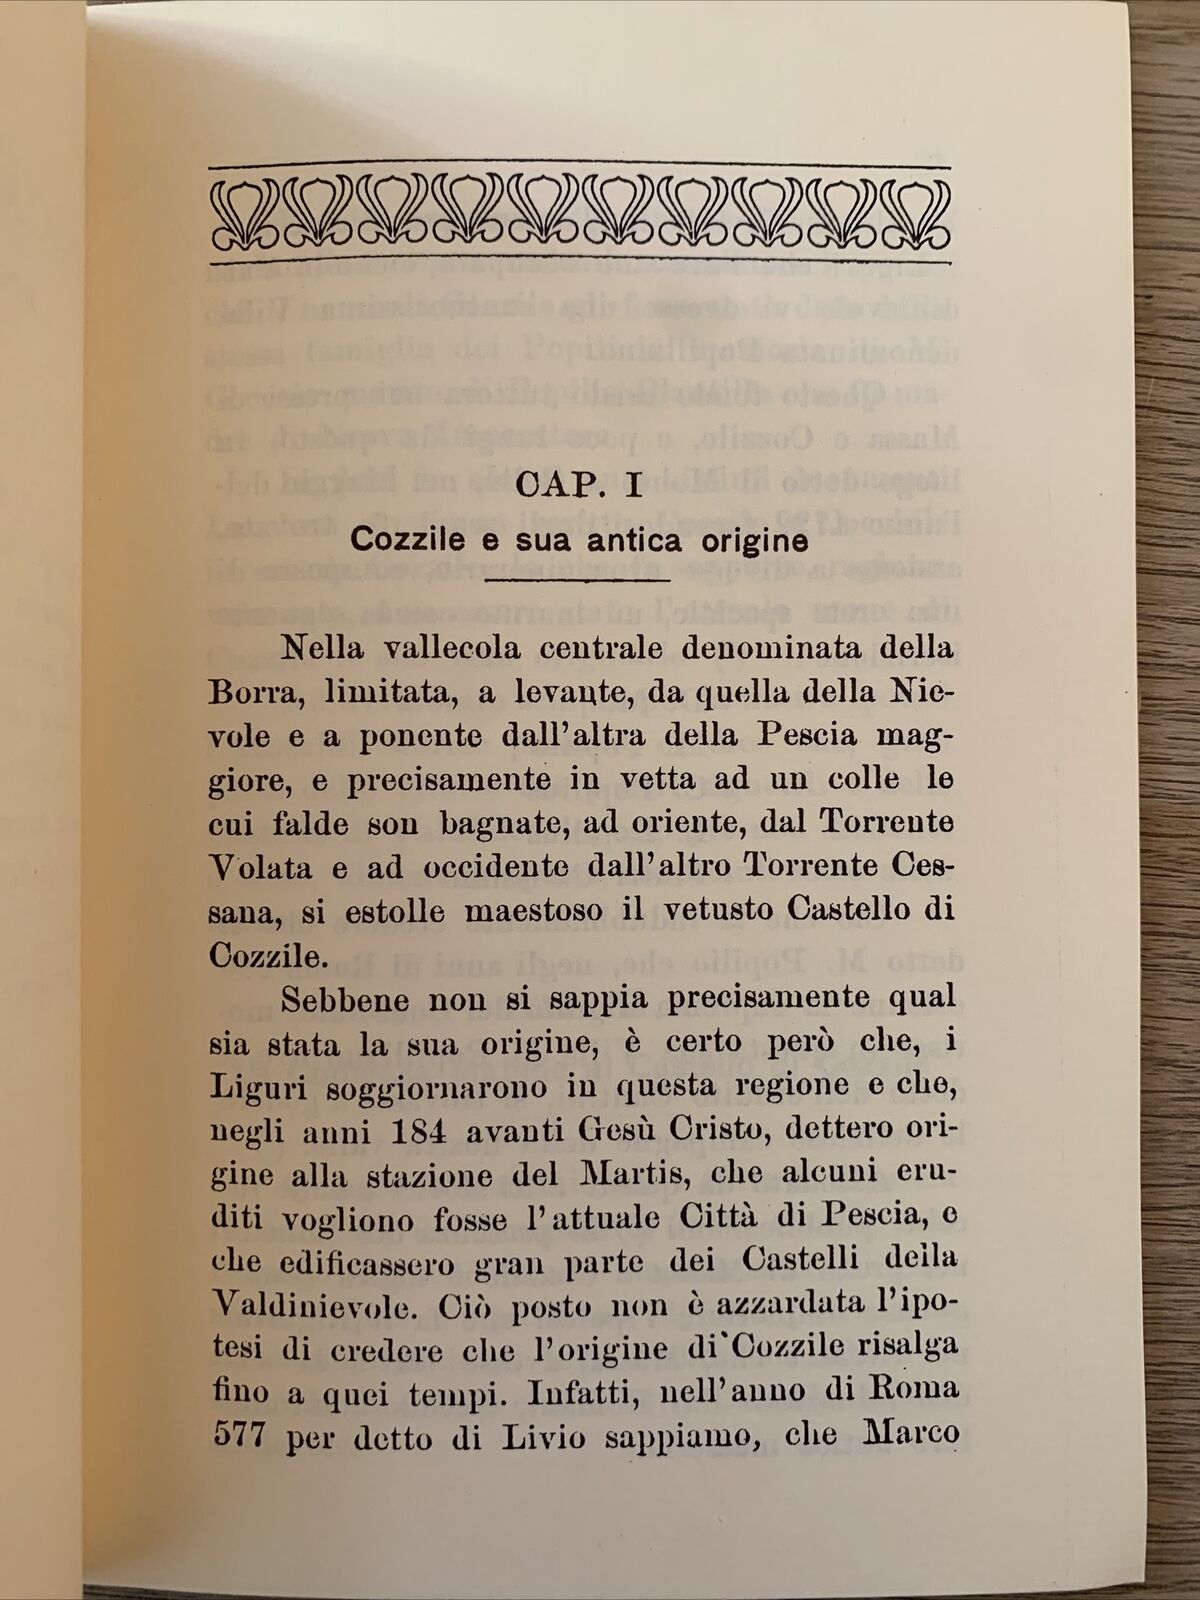 CAP. I
Cozzile e sua antica origine
Nella vallecola centrale denominata della
Borra, limitata, a levante, da quella della Nie-
vole e a ponente dall'altra della Pescia mag-
giore, e precisamente in vetta ad un colle le
cui falde son bagnate, ad oriente, dal Torrente
Volata e ad occidente dall'altro Torrente Ces-
sana, si estolle maestoso il vetusto Castello di
Cozzile.
Sebbene non si sappia precisamente qual
sia stata la sua origine, è certo però che, i
Liguri soggiornarono in questa regione e che,
negli anni 184 avanti Gesù Cristo, dettero ori-
gine alla stazione del Martis, che alcuni eru-
diti vogliono fosse l'attuale Città di Pescia, e
che edificassero gran parte dei Castelli della
Valdinievole. Ciò posto non è azzardata l'ipo-
tesi di credere che l'origine di Cozzile risalga
fino a quei tempi. Infatti, nell'anno di Roma
577 per detto di Livio sappiamo, che Marco